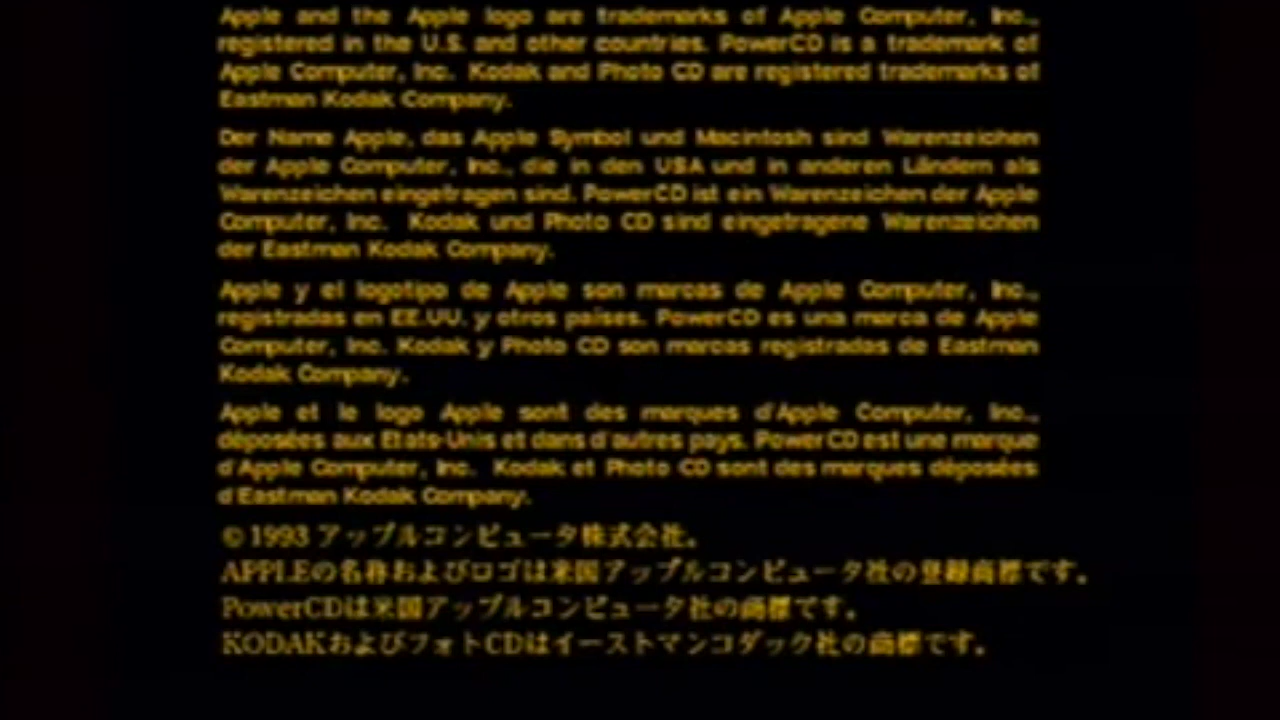 Apple and the Apple logo are trademarks of Apple Computer, Inc.,
registered in the U.S. and other countries. PowerCD is a trademark of
Apple Computer, Inc. Kodak and Photo CD are registered trademarks of
Eastman Kodak Company.
Der Name Apple, das Apple Symbol und Macintosh sind Warenzeichen
der Apple Computer, Inc., die in den USA und in anderen Ländern als
Warenzeichen eingetragen sind. PowerCD ist ein Warenzeichen der Apple
Computer, Inc. Kodak und Photo CD sind eingetragene Warenzeichen
der Eastman Kodak Company.
Apple y el logotipo de Apple son marcas de Apple Computer, Inc.,
registradas en EE.UU. y otros países. PowerCD es una marca de Apple
Computer, Inc. Kodak y Photo CD son marcas registradas de Eastman
Kodak Company.
Apple et le logo Apple sont des marques d'Apple Computer, Inc.,
déposées aux Etats-Unis et dans d'autres pays. PowerCD est une marque
d'Apple Computer, Inc. Kodak et Photo CD sont des marques déposées
d'Eastman Kodak Company.
© 1993 アップルコンピュータ株式会社。
APPLEの名称およびロゴは米国アップルコンピュータ社の登録商標です。
PowerCDは米国アップルコンピュータ社の商標です。
KODAKおよびフォトCDはイーストマンコダック社の商標です。